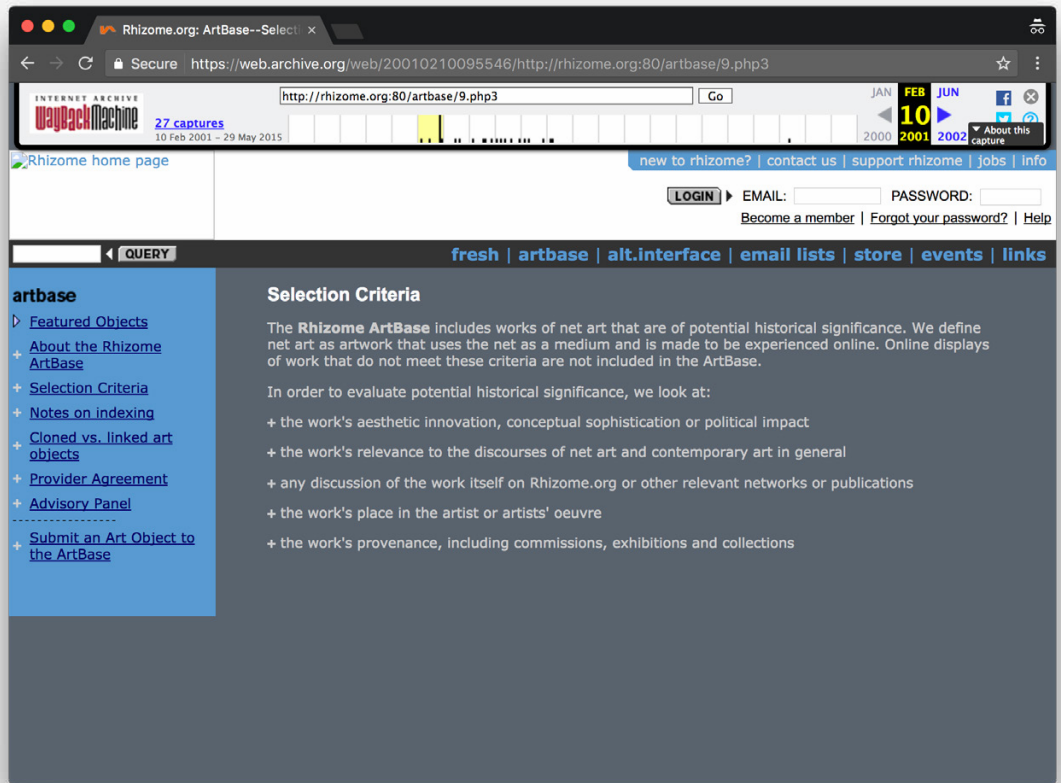 Rhizome.org: ArtBase--Selecti
Secure https://web.archive.org/web/20010210095546/http://rhizome.org:80/artbase/9.php3
INTERNET ARCHIVE
WayBackMachine
http://rhizome.org:80/artbase/9.php3 Go
JAN FEB JUN
27 captures
10 Feb 2001 – 29 May 2015
10
2000 2001 2002
About this capture
Rhizome home page
new to rhizome? | contact us | support rhizome | jobs | info
LOGIN EMAIL: PASSWORD:
Become a member | Forgot your password? | Help
QUERY
fresh | artbase | alt.interface | email lists | store | events | links
artbase
Featured Objects
+ About the Rhizome
ArtBase
+ Selection Criteria
+ Notes on indexing
+ Cloned vs. linked art
objects
+ Provider Agreement
+ Advisory Panel
----------------
+ Submit an Art Object to
the ArtBase
Selection Criteria
The Rhizome ArtBase includes works of net art that are of potential historical significance. We define
net art as artwork that uses the net as a medium and is made to be experienced online. Online displays
of work that do not meet these criteria are not included in the ArtBase.
In order to evaluate potential historical significance, we look at:
+ the work's aesthetic innovation, conceptual sophistication or political impact
+ the work's relevance to the discourses of net art and contemporary art in general
+ any discussion of the work itself on Rhizome.org or other relevant networks or publications
+ the work's place in the artist or artists' oeuvre
+ the work's provenance, including commissions, exhibitions and collections